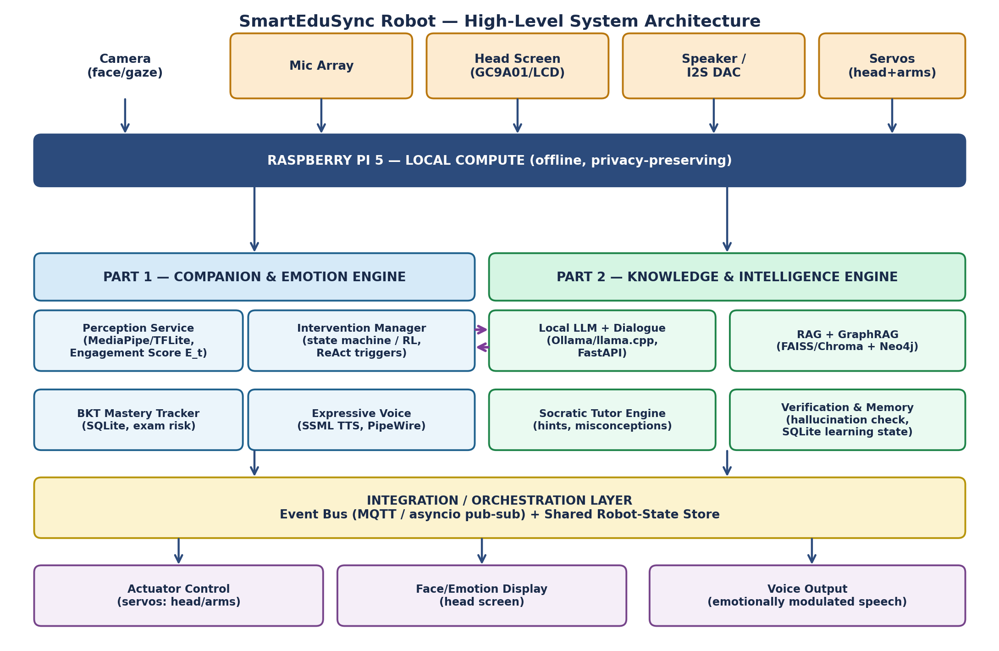 SmartEduSync Robot — High-Level System Architecture
Camera
(face/gaze)
Mic Array
Head Screen
(GC9A01/LCD)
Speaker /
I2S DAC
Servos
(head+arms)
RASPBERRY PI 5 — LOCAL COMPUTE (offline, privacy-preserving)
PART 1 — COMPANION & EMOTION ENGINE
PART 2 — KNOWLEDGE & INTELLIGENCE ENGINE
Perception Service
(MediaPipe/TFLite,
Engagement Score E_t)
Intervention Manager
(state machine / RL,
ReAct triggers)
Local LLM + Dialogue
(Ollama/llama.cpp,
FastAPI)
RAG + GraphRAG
(FAISS/Chroma + Neo4j)
BKT Mastery Tracker
(SQLite, exam risk)
Expressive Voice
(SSML TTS, PipeWire)
Socratic Tutor Engine
(hints, misconceptions)
Verification & Memory
(hallucination check,
SQLite learning state)
INTEGRATION / ORCHESTRATION LAYER
Event Bus (MQTT / asyncio pub-sub) + Shared Robot-State Store
Actuator Control
(servos: head/arms)
Face/Emotion Display
(head screen)
Voice Output
(emotionally modulated speech)